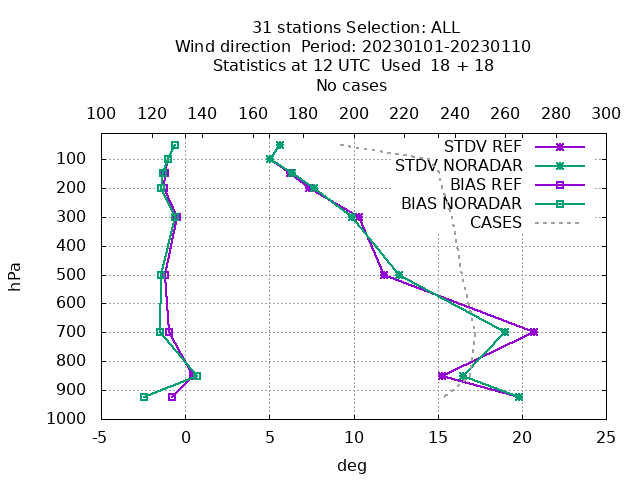 31 stations Selection: ALL
Wind direction  Period: 20230101-20230110
Statistics at 12 UTC  Used  18 + 18
No cases
100 120 140 160 180 200 220 240 260 280 300
STDV REF
STDV NORADAR
BIAS REF
BIAS NORADAR
CASES
100
200
300
400
500
600
700
800
900
1000
hPa
-5 0 5 10 15 20 25
deg